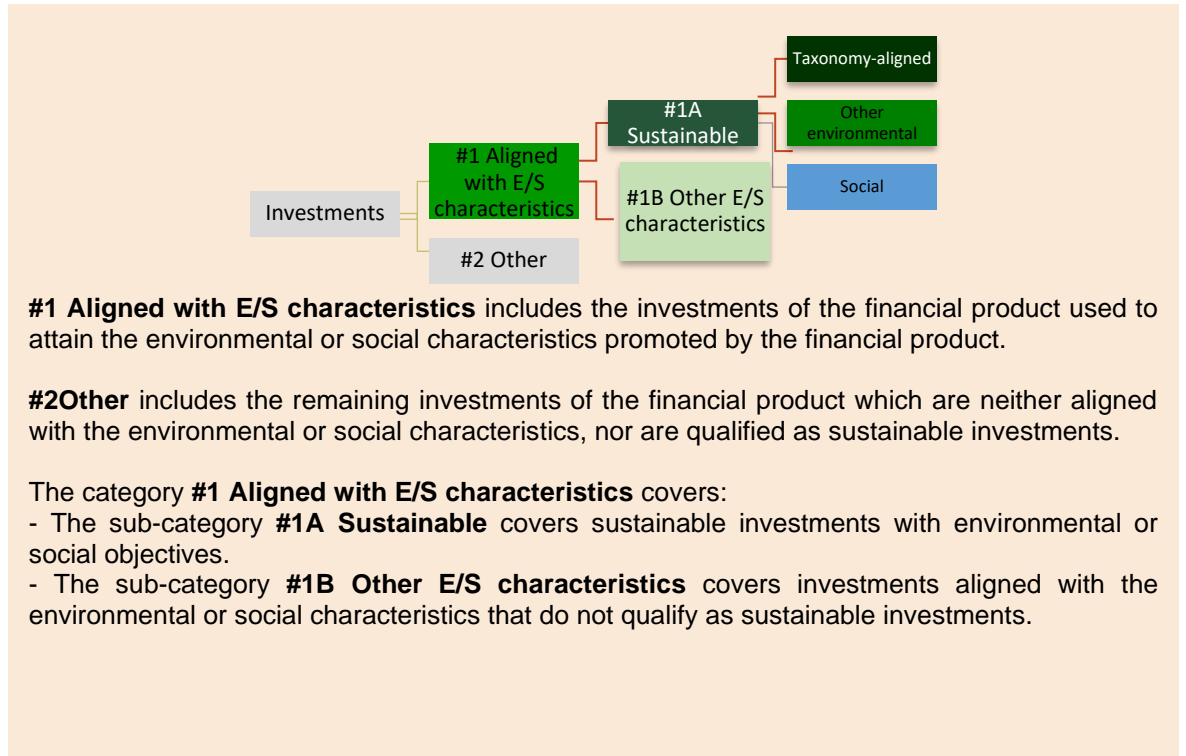 Taxonomy-aligned
#1A
Sustainable
Other
environmental
#1 Aligned
with E/S
characteristics
Social
#1B Other E/S
characteristics
Investments
#2 Other
#1 Aligned with E/S characteristics includes the investments of the financial product used to
attain the environmental or social characteristics promoted by the financial product.
#2Other includes the remaining investments of the financial product which are neither aligned
with the environmental or social characteristics, nor are qualified as sustainable investments.
The category #1 Aligned with E/S characteristics covers:
- The sub-category #1A Sustainable covers sustainable investments with environmental or
social objectives.
- The sub-category #1B Other E/S characteristics covers investments aligned with the
environmental or social characteristics that do not qualify as sustainable investments.